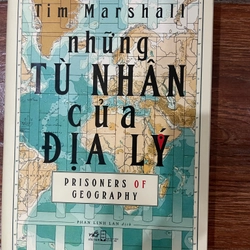 Tim Marshall
những
TÙ NHÂN
của
ĐỊA LÝ
PRISONERS OF
GEOGRAPHY
PHAN LINH LAN dịch